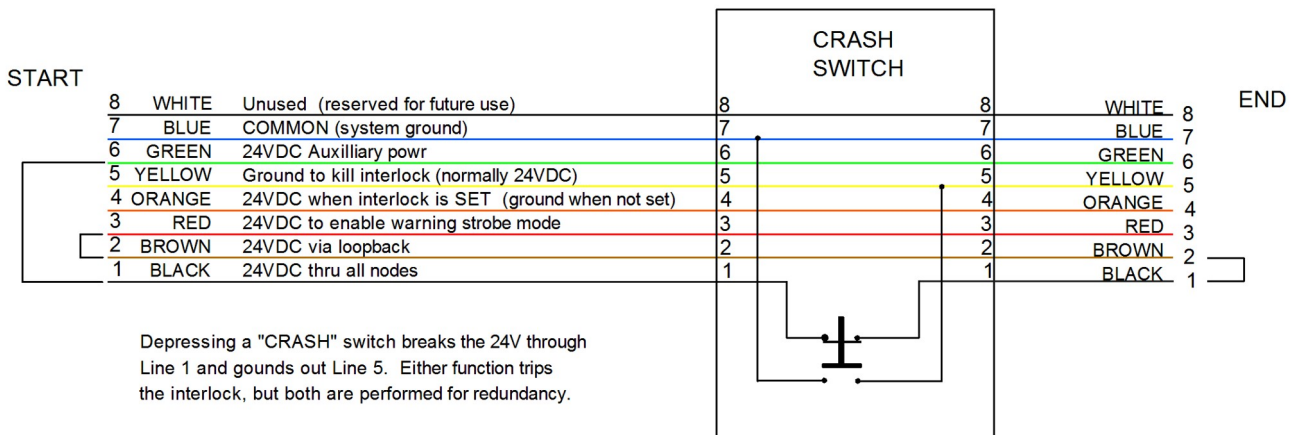 CRASH
SWITCH
START
END
8 WHITE Unused (reserved for future use) 8 8 WHITE 8
7 BLUE COMMON (system ground) 7 7 BLUE 7
6 GREEN 24VDC Auxilliary powr 6 6 GREEN 6
5 YELLOW Ground to kill interlock (normally 24VDC) 5 5 YELLOW 5
4 ORANGE 24VDC when interlock is SET (ground when not set) 4 4 ORANGE 4
3 RED 24VDC to enable warning strobe mode 3 3 RED 3
2 BROWN 24VDC via loopback 2 2 BROWN 2
1 BLACK 24VDC thru all nodes 1 1 BLACK 1
Depressing a "CRASH" switch breaks the 24V through
Line 1 and gounds out Line 5. Either function trips
the interlock, but both are performed for redundancy.